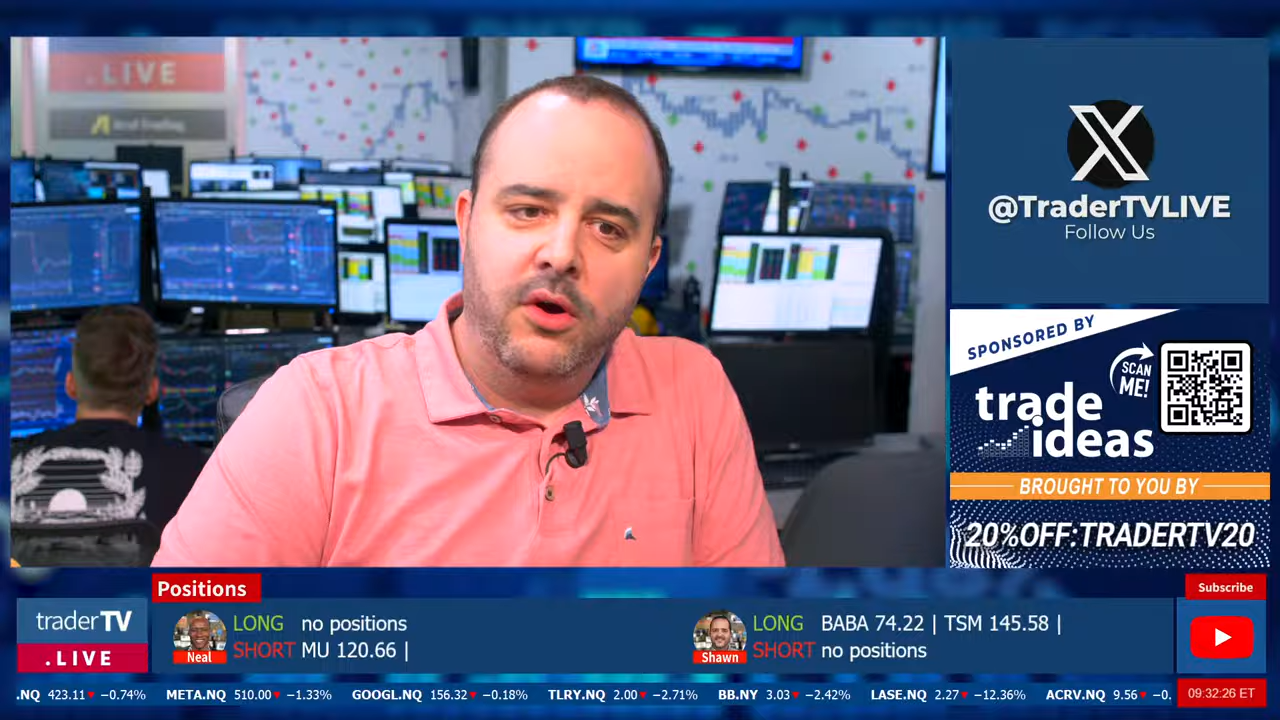 .LIVE
@TraderTVLIVE
Follow Us
SPONSORED BY
SCAN
ME!
trade
ideas
BROUGHT TO YOU BY
20%OFF:TRADERTV20
Positions
Subscribe
traderTV
.LIVE
LONG no positions
SHORT MU 120.66 |
Neal
LONG BABA 74.22 | TSM 145.58 |
SHORT no positions
Shawn
.NQ 423.11 −0.74% META.NQ 510.00 −1.33% GOOGL.NQ 156.32 −0.18% TLRY.NQ 2.00 −2.71% BB.NY 3.03 −2.42% LASE.NQ 2.27 −12.36% ACRV.NQ 9.56 −0.
09:32:26 ET